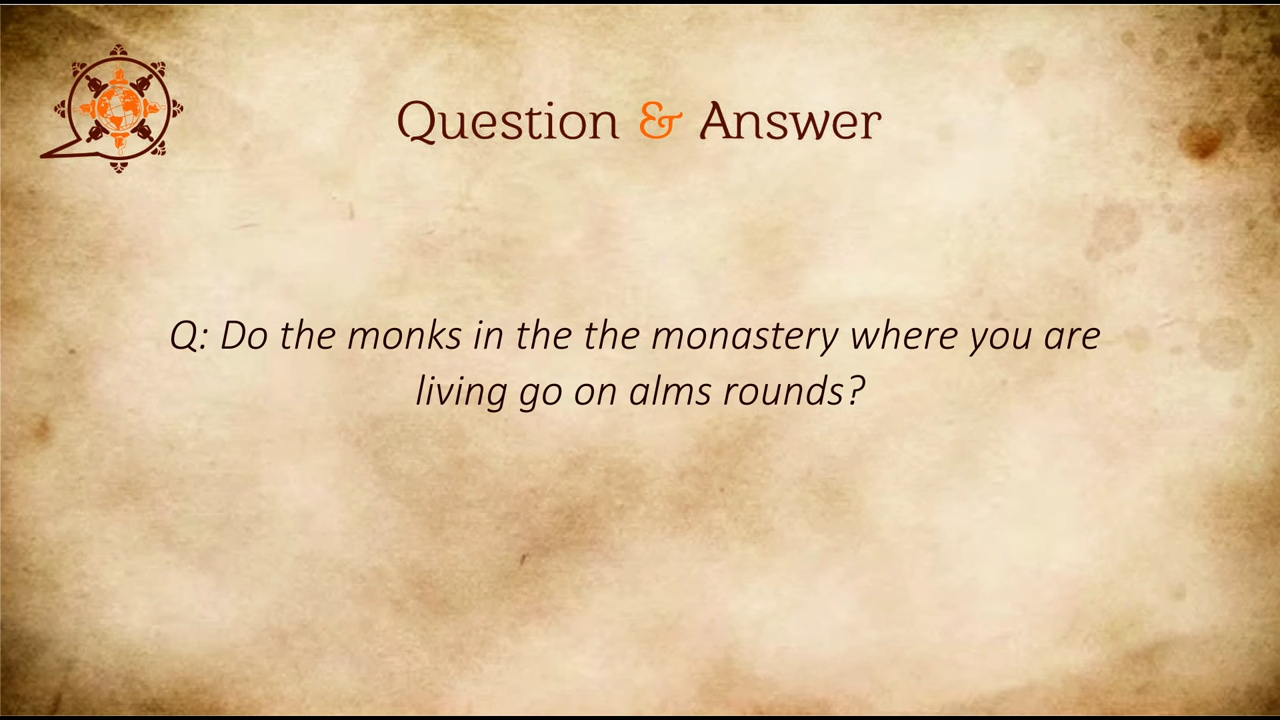 Question & Answer
Q: Do the monks in the the monastery where you are
living go on alms rounds?